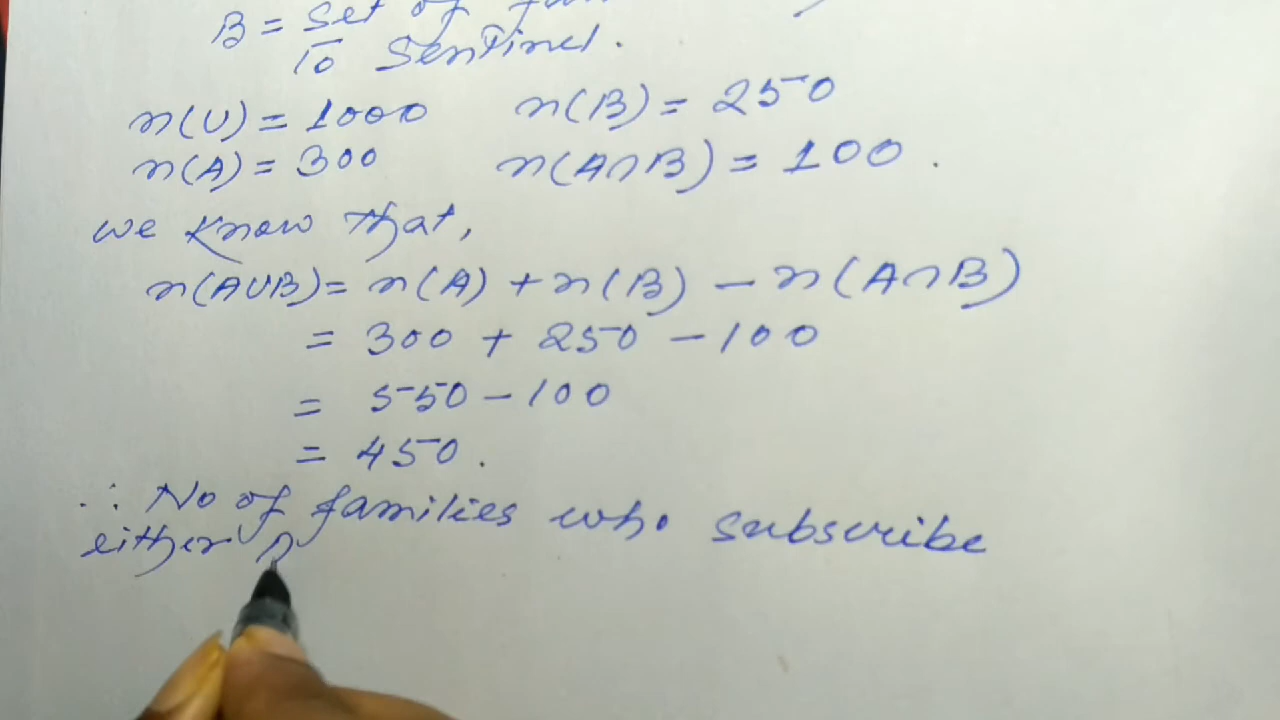 B = Set of
to Sentinel.
n(U) = 1000 n(B) = 250
n(A) = 300 n(A∩B) = 100.
we know that,
n(A∪B) = n(A) + n(B) - n(A∩B)
= 300 + 250 - 100
= 550 - 100
= 450.
∴ No of families who subscribe
either